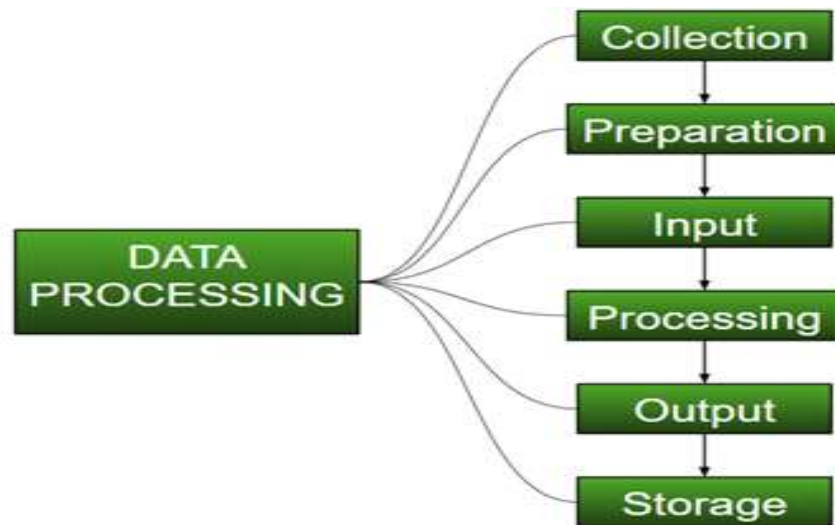 DATA
PROCESSING
Collection
Preparation
Input
Processing
Output
Storage